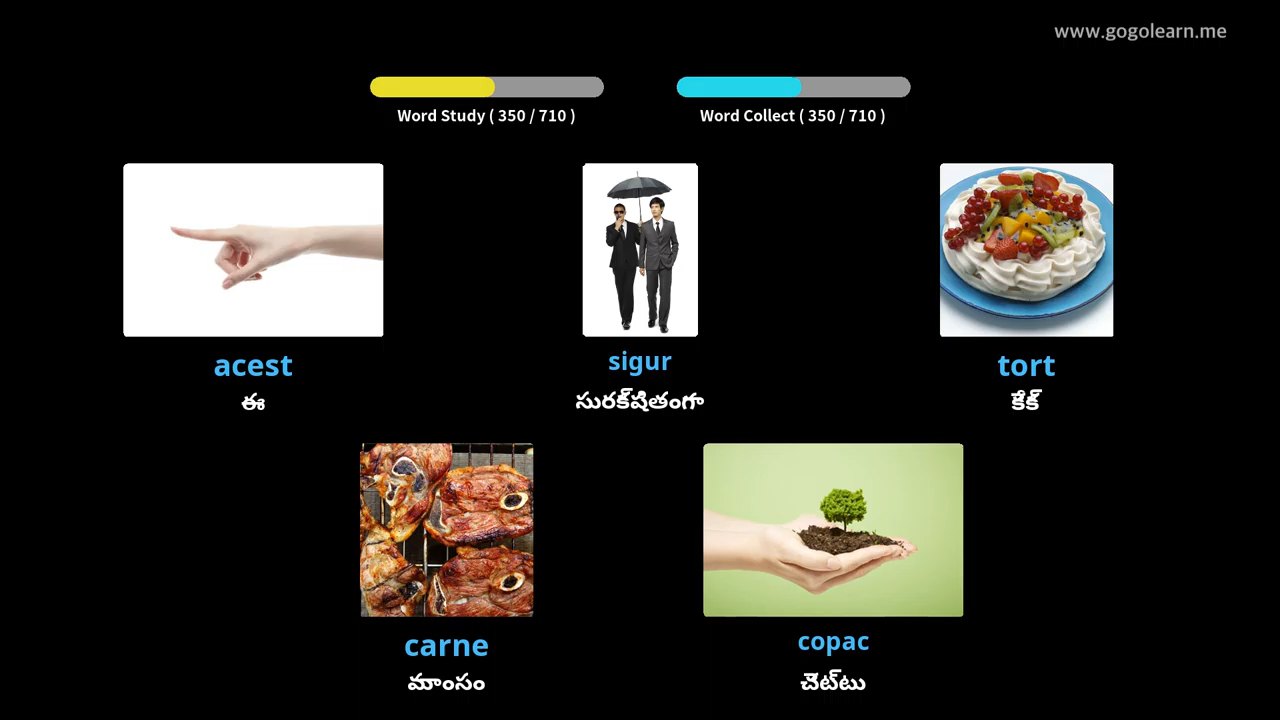 www.gogolearn.me
Word Study ( 350 / 710 )
Word Collect ( 350 / 710 )
acest
ఈ
sigur
సురక్షితంగా
tort
కేక్
carne
మాంసం
copac
చెట్టు